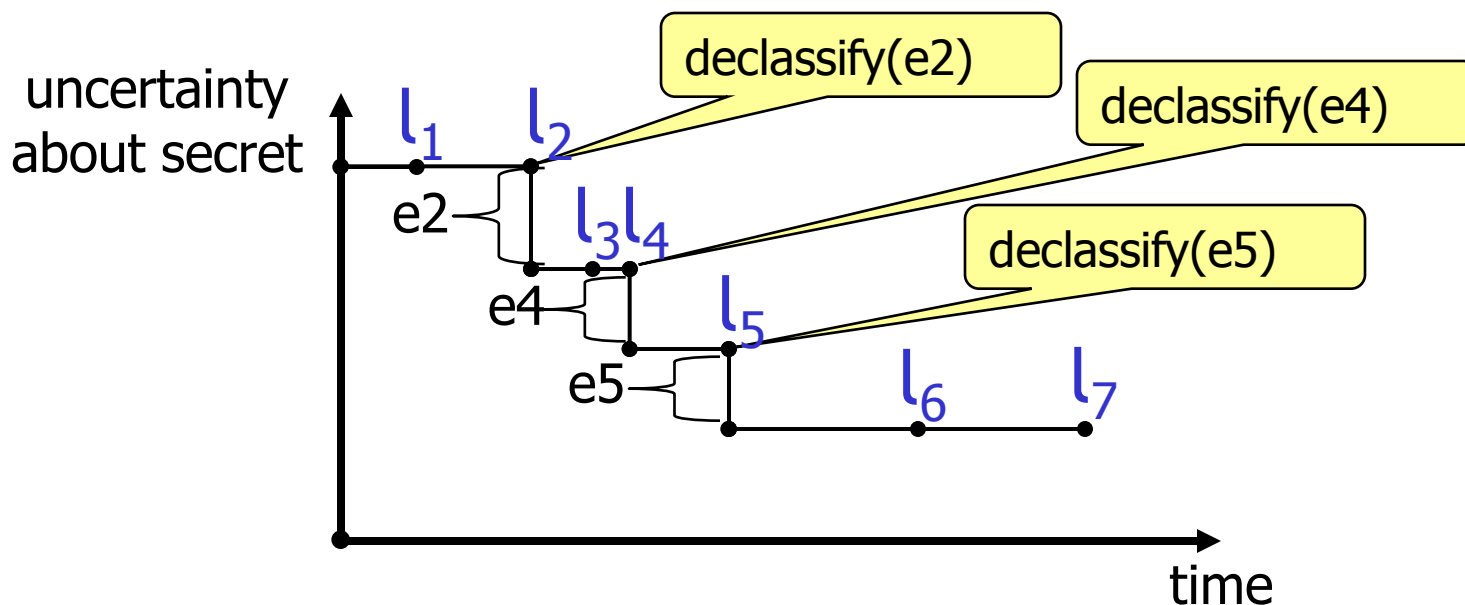 declassify(e2)
uncertainty
about secret
l₁
l₂
declassify(e4)
e2
l₃
l₄
declassify(e5)
e4
l₅
e5
l₆
l₇
time